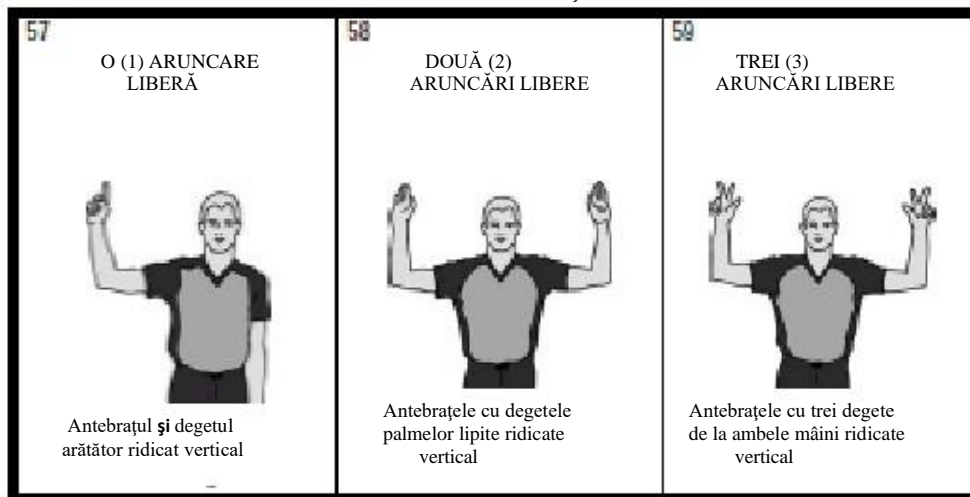 57
O (1) ARUNCARE
LIBERĂ
Antebraţul şi degetul
arătător ridicat vertical
58
DOUĂ (2)
ARUNCĂRI LIBERE
Antebraţele cu degetele
palmelor lipite ridicate
vertical
59
TREI (3)
ARUNCĂRI LIBERE
Antebraţele cu trei degete
de la ambele mâini ridicate
vertical